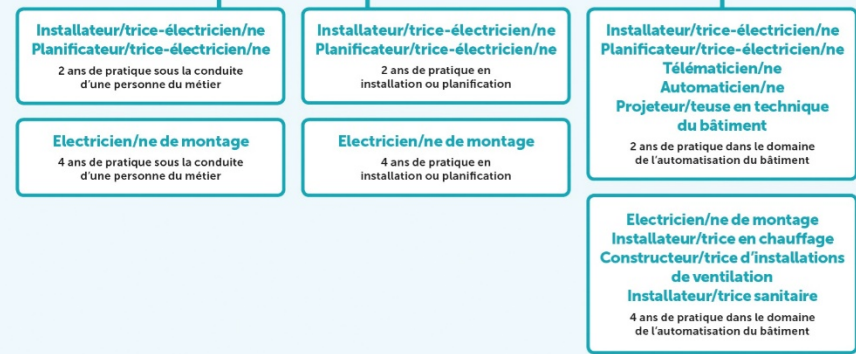 Installateur/trice-électricien/ne
Planificateur/trice-électricien/ne
2 ans de pratique sous la conduite
d'une personne du métier
Electricien/ne de montage
4 ans de pratique sous la conduite
d'une personne du métier
Installateur/trice-électricien/ne
Planificateur/trice-électricien/ne
2 ans de pratique en
installation ou planification
Electricien/ne de montage
4 ans de pratique en
installation ou planification
Installateur/trice-électricien/ne
Planificateur/trice-électricien/ne
Télématicien/ne
Automaticien/ne
Projeteur/teuse en technique
du bâtiment
2 ans de pratique dans le domaine
de l'automatisation du bâtiment
Electricien/ne de montage
Installateur/trice en chauffage
Constructeur/trice d'installations
de ventilation
Installateur/trice sanitaire
4 ans de pratique dans le domaine
de l'automatisation du bâtiment